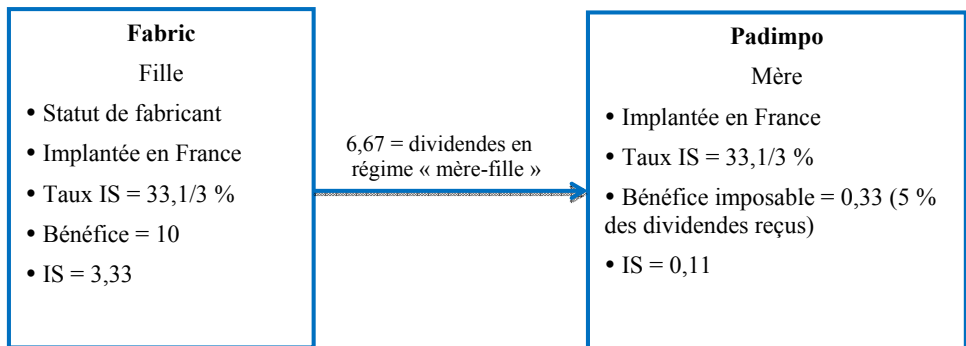 Fabric
Fille
• Statut de fabricant
• Implantée en France
• Taux IS = 33,1/3 %
• Bénéfice = 10
• IS = 3,33
6,67 = dividendes en
régime « mère-fille »
Padimpo
Mère
• Implantée en France
• Taux IS = 33,1/3 %
• Bénéfice imposable = 0,33 (5 %
des dividendes reçus)
• IS = 0,11